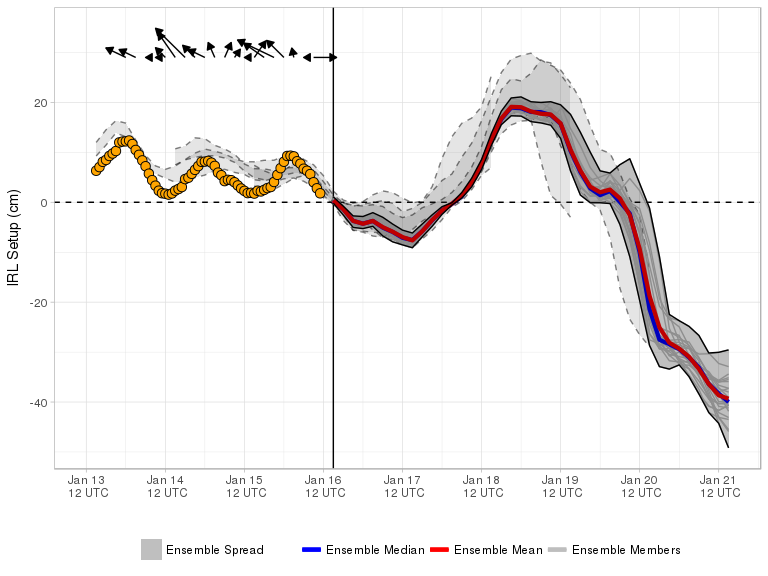 IRL Setup (cm)
20
0
-20
-40
Jan 13 Jan 14 Jan 15 Jan 16 Jan 17 Jan 18 Jan 19 Jan 20 Jan 21
12 UTC 12 UTC 12 UTC 12 UTC 12 UTC 12 UTC 12 UTC 12 UTC 12 UTC
Ensemble Spread Ensemble Median Ensemble Mean Ensemble Members